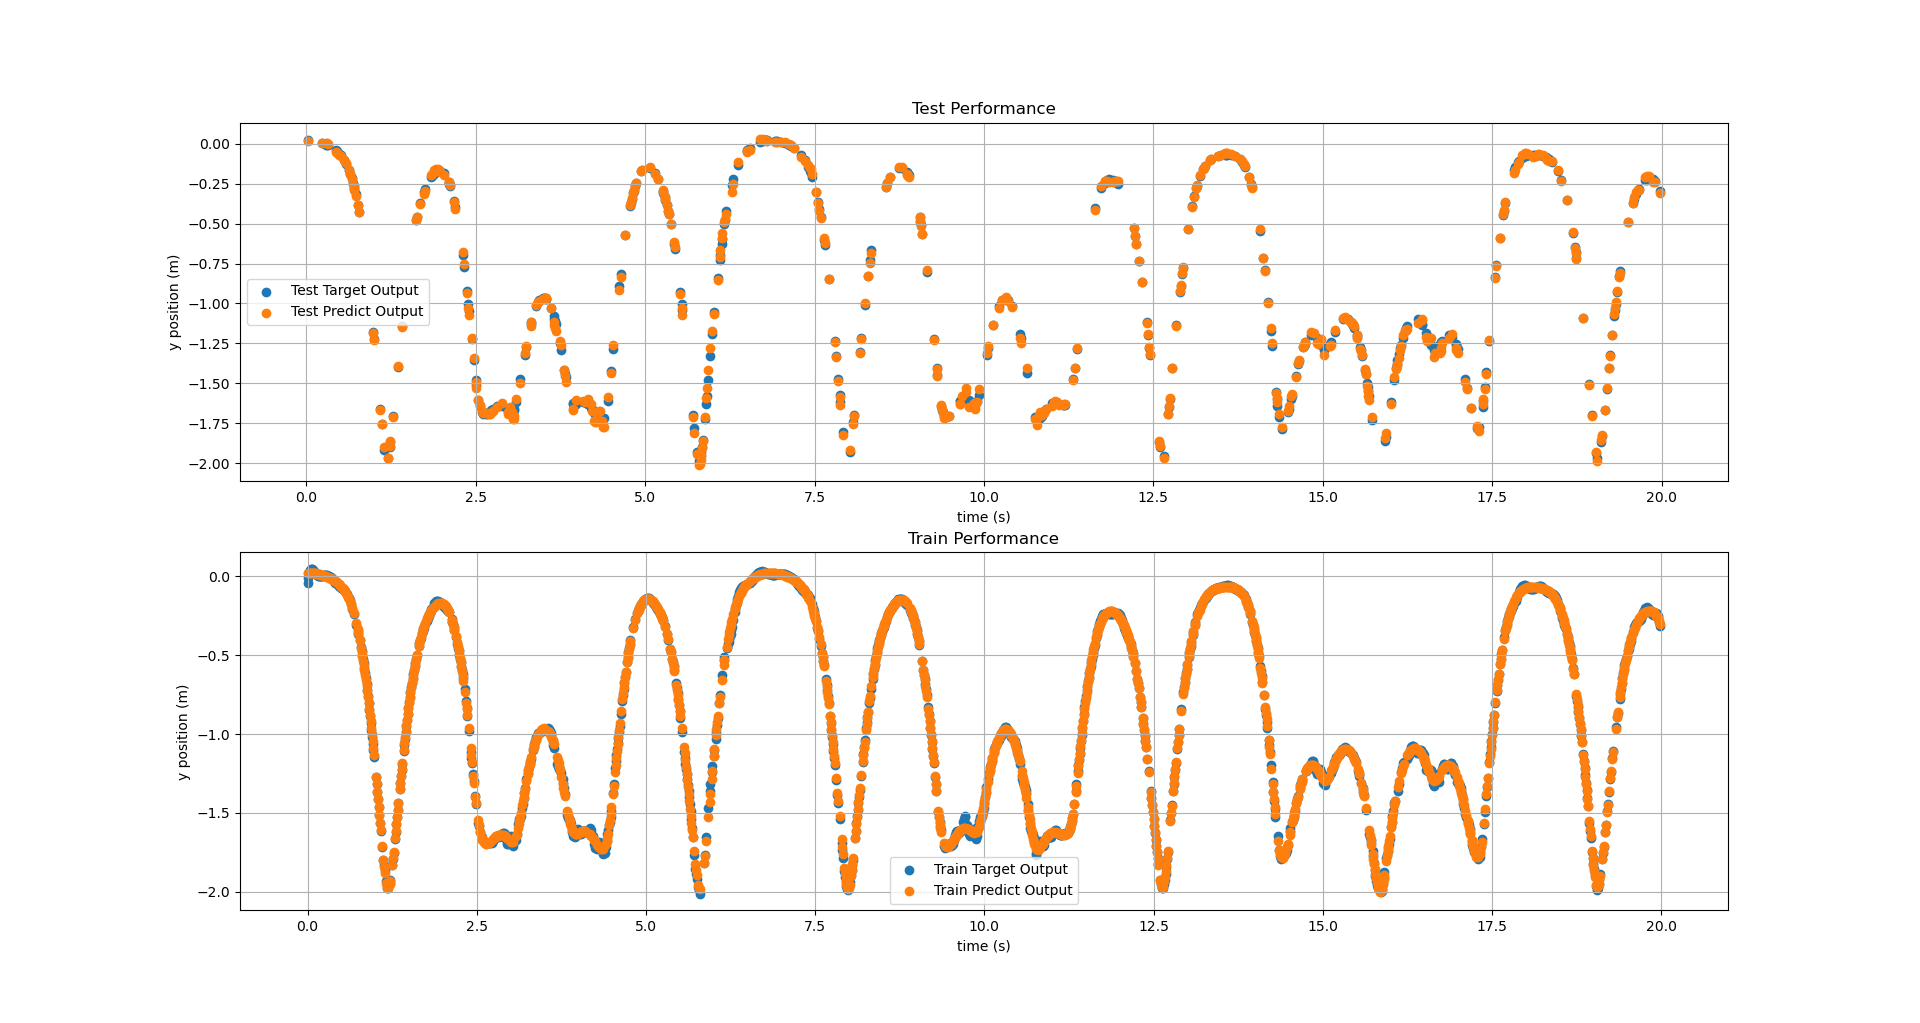 Test Performance
0.00
−0.25
−0.50
−0.75
−1.00
−1.25
−1.50
−1.75
−2.00
y position (m)
Test Target Output
Test Predict Output
0.0 2.5 5.0 7.5 10.0 12.5 15.0 17.5 20.0
time (s)
Train Performance
0.0
−0.5
−1.0
−1.5
−2.0
y position (m)
Train Target Output
Train Predict Output
0.0 2.5 5.0 7.5 10.0 12.5 15.0 17.5 20.0
time (s)